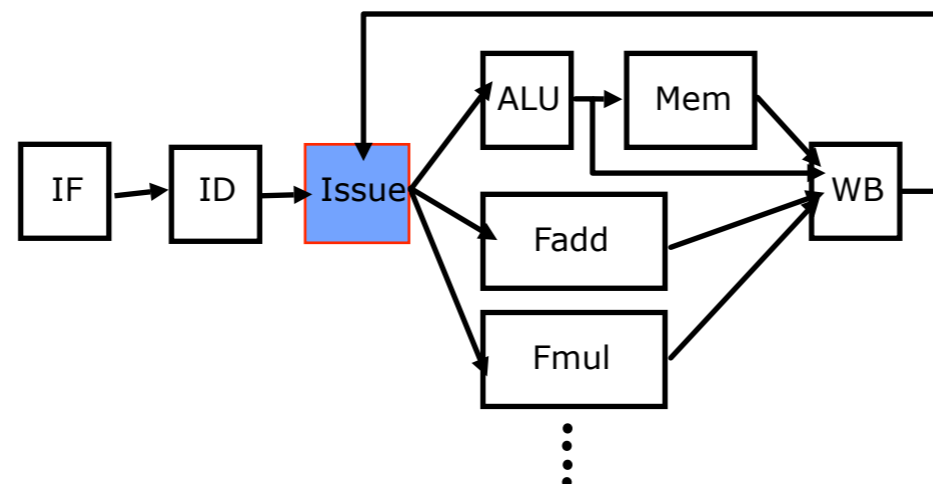 IF
ID
Issue
ALU
Mem
Fadd
Fmul
WB